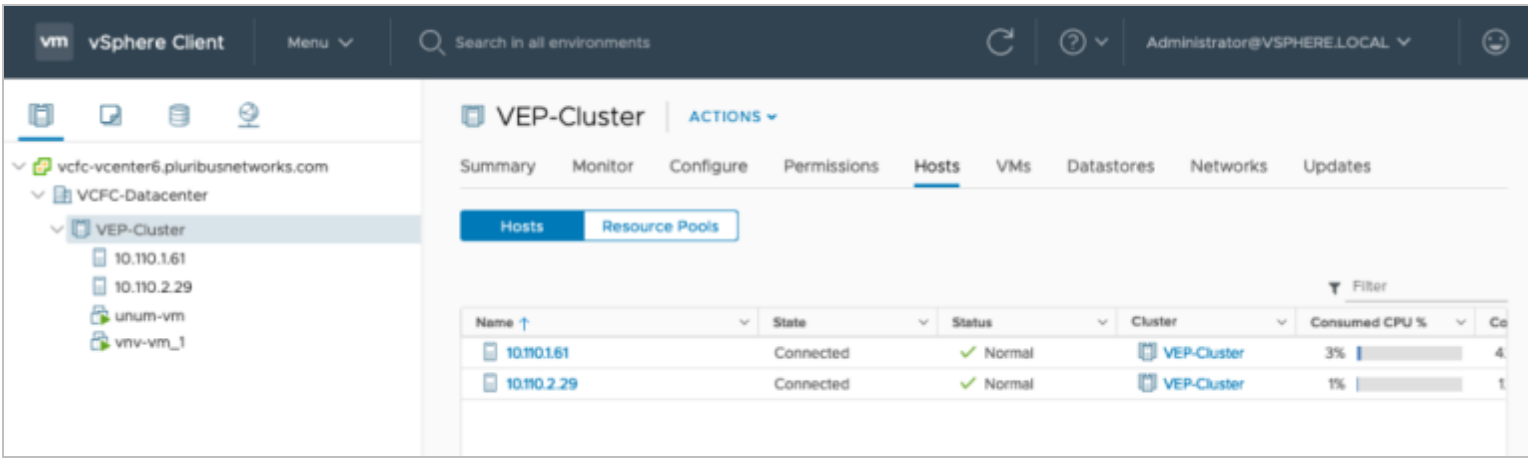 vm vSphere Client Menu Search in all environments Administrator@VSPHERE.LOCAL
vcfc-vcenter6.pluribusnetworks.com
VCFC-Datacenter
VEP-Cluster
10.110.1.61
10.110.2.29
unum-vm
vnv-vm_1
VEP-Cluster ACTIONS
Summary Monitor Configure Permissions Hosts VMs Datastores Networks Updates
Hosts Resource Pools
Filter
Name State Status Cluster Consumed CPU % Co
10.110.1.61 Connected Normal VEP-Cluster 3% 4.
10.110.2.29 Connected Normal VEP-Cluster 1% 1.